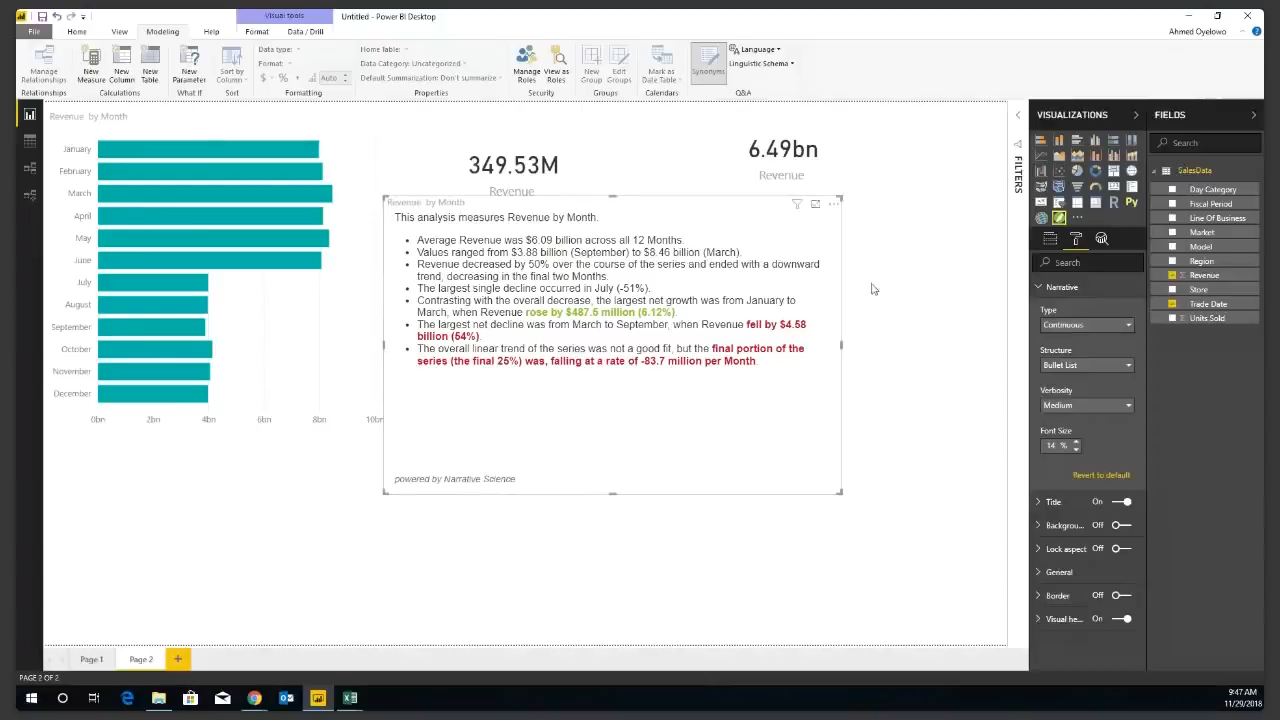 Visual tools
Untitled - Power BI Desktop
File
Home
View
Modeling
Help
Format
Data / Drill
Ahmed Oyelowo
Manage Relationships
New Measure
New Column
New Table
New Parameter
Sort by Column
Data type:
Format:
$ % , Auto
Home Table:
Data Category: Uncategorized
Default Summarization: Don't summarize
Manage Roles
View as Roles
New Group
Edit Groups
Mark as Date Table
Synonyms
Language
Linguistic Schema
Relationships
Calculations
What If
Sort
Formatting
Properties
Security
Groups
Calendars
Q&A
Revenue by Month
January
February
March
April
May
June
July
August
September
October
November
December
0bn
2bn
4bn
6bn
8bn
10bn
349.53M
Revenue
6.49bn
Revenue
Revenue by Month
This analysis measures Revenue by Month.
• Average Revenue was $6.09 billion across all 12 Months.
• Values ranged from $3.88 billion (September) to $8.46 billion (March).
• Revenue decreased by 50% over the course of the series and ended with a downward
trend, decreasing in the final two Months.
• The largest single decline occurred in July (-51%).
• Contrasting with the overall decrease, the largest net growth was from January to
March, when Revenue rose by $487.5 million (6.12%).
• The largest net decline was from March to September, when Revenue fell by $4.58
billion (54%).
• The overall linear trend of the series was not a good fit, but the final portion of the
series (the final 25%) was, falling at a rate of -83.7 million per Month.
powered by Narrative Science
FILTERS
VISUALIZATIONS
R
Py
Search
Narrative
Type
Continuous
Structure
Bullet List
Verbosity
Medium
Font Size
14 %
Revert to default
Title On
Backgrou... Off
Lock aspect Off
General
Border Off
Visual he... On
FIELDS
Search
SalesData
Day Category
Fiscal Period
Line Of Business
Market
Model
Region
Σ Revenue
Store
Trade Date
Σ Units Sold
Page 1
Page 2
+
PAGE 2 OF 2
9:47 AM
11/29/2018